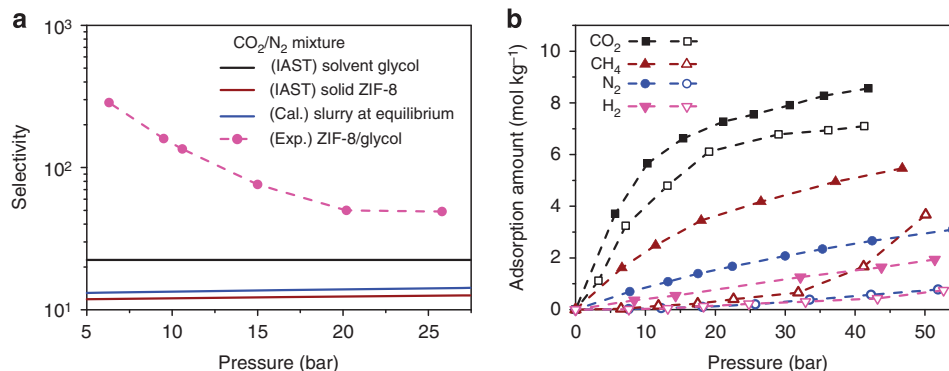 a
10³
10²
10¹
Selectivity
CO₂/N₂ mixture
(IAST) solvent glycol
(IAST) solid ZIF-8
(Cal.) slurry at equilibrium
(Exp.) ZIF-8/glycol
5 10 15 20 25
Pressure (bar)
b
10
8
6
4
2
0
Adsorption amount (mol kg⁻¹)
CO₂
CH₄
N₂
H₂
0 10 20 30 40 50
Pressure (bar)